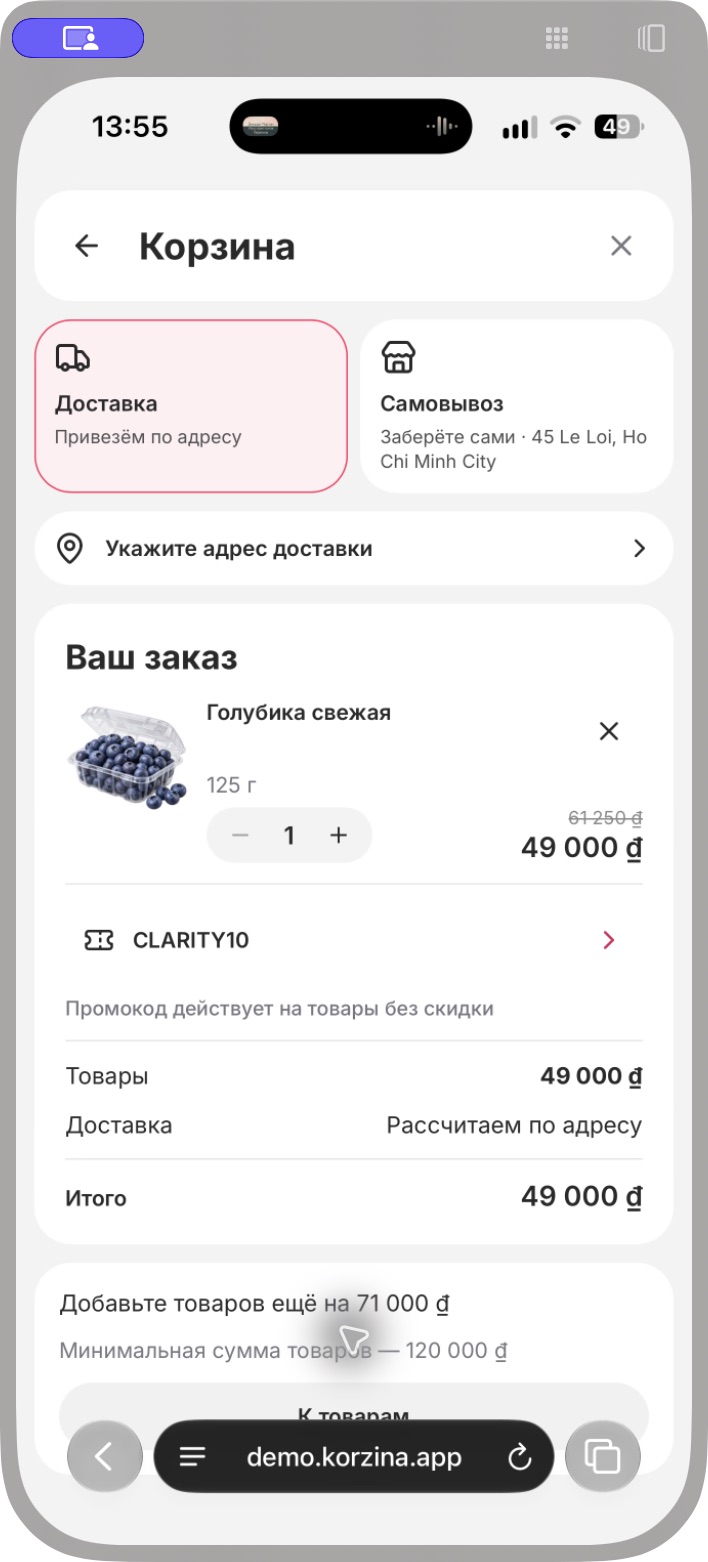 13:55
49
Корзина
Доставка
Привезём по адресу
Самовывоз
Заберёте сами · 45 Le Loi, Ho
Chi Minh City
Укажите адрес доставки
Ваш заказ
Голубика свежая
125 г
1
61 250 ₫
49 000 ₫
CLARITY10
Промокод действует на товары без скидки
Товары
49 000 ₫
Доставка
Рассчитаем по адресу
Итого
49 000 ₫
Добавьте товаров ещё на 71 000 ₫
Минимальная сумма товаров — 120 000 ₫
К товарам
demo.korzina.app